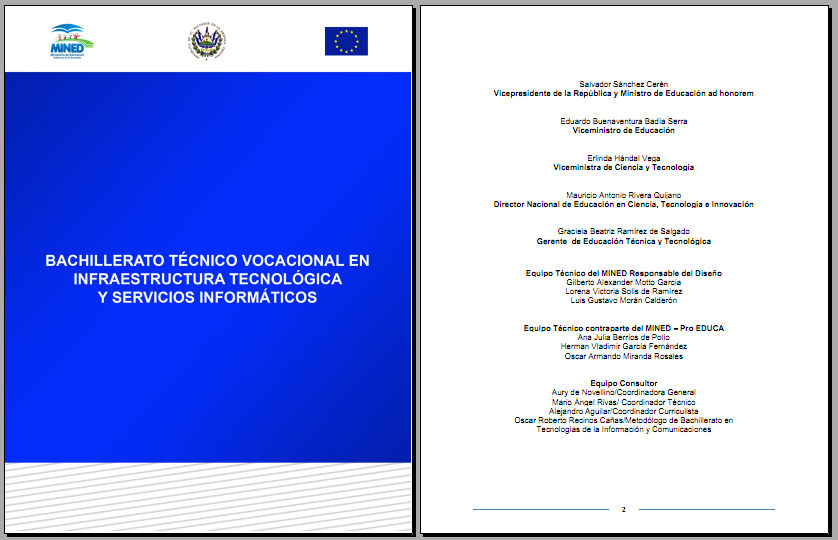 MINED
BACHILLERATO TÉCNICO VOCACIONAL EN
INFRAESTRUCTURA TECNOLÓGICA
Y SERVICIOS INFORMÁTICOS
Salvador Sánchez Cerén
Vicepresidente de la República y Ministro de Educación ad honorem
Eduardo Buenaventura Badía Serra
Viceministro de Educación
Erlinda Hándal Vega
Viceministra de Ciencia y Tecnología
Mauricio Antonio Rivera Quijano
Director Nacional de Educación en Ciencia, Tecnología e Innovación
Graciela Beatriz Ramírez de Salgado
Gerente de Educación Técnica y Tecnológica
Equipo Técnico del MINED Responsable del Diseño
Gilberto Alexander Motto García
Lorena Victoria Solís de Ramírez
Luis Gustavo Morán Calderón
Equipo Técnico contraparte del MINED – Pro EDUCA
Ana Julia Berríos de Polío
Herman Vladimir García Fernández
Oscar Armando Miranda Rosales
Equipo Consultor
Aury de Novellino/Coordinadora General
Mario Ángel Rivas/ Coordinador Técnico
Alejandro Aguilar/Coordinador Curriculista
Oscar Roberto Recinos Cañas/Metodólogo de Bachillerato en
Tecnologías de la Información y Comunicaciones
2